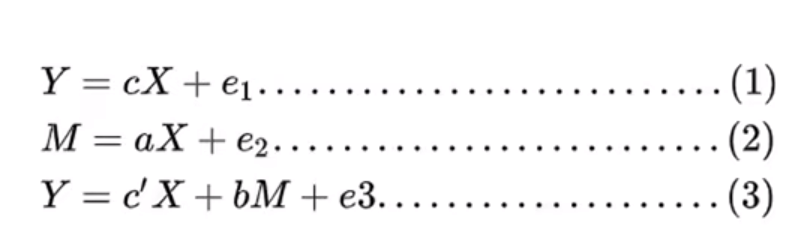 Y = cX + e₁...........................(1)
M = aX + e₂..........................(2)
Y = c′X + bM + e3....................(3)